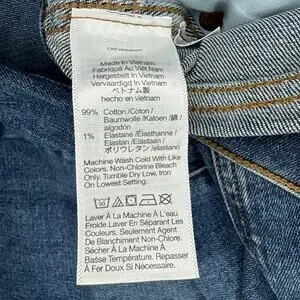 Made In Vietnam
Fabriqué Au Viêt Nam
Hergestellt In Vietnam
Vervaardigd In Vietnam
ベトナム製
hecho en vietnam
99% Cotton /Coton /
Baumwolle /Katoen /綿 /
algodón
1% Elastane /Élasthanne /
Elastan /Elastaan /
ポリウレタン /elastano
Machine Wash Cold With Like
Colors. Non-Chlorine Bleach
Only. Tumble Dry Low, Iron
On Lowest Setting.
30
Laver À La Machine À L'eau
Froide.Laver En Séparant Les
Couleurs. Seulement Agent
De Blanchiment Non-Chlore.
Sécher À La Machine À
Basse Température. Repasser
À Fer Doux Si Nécessaire.